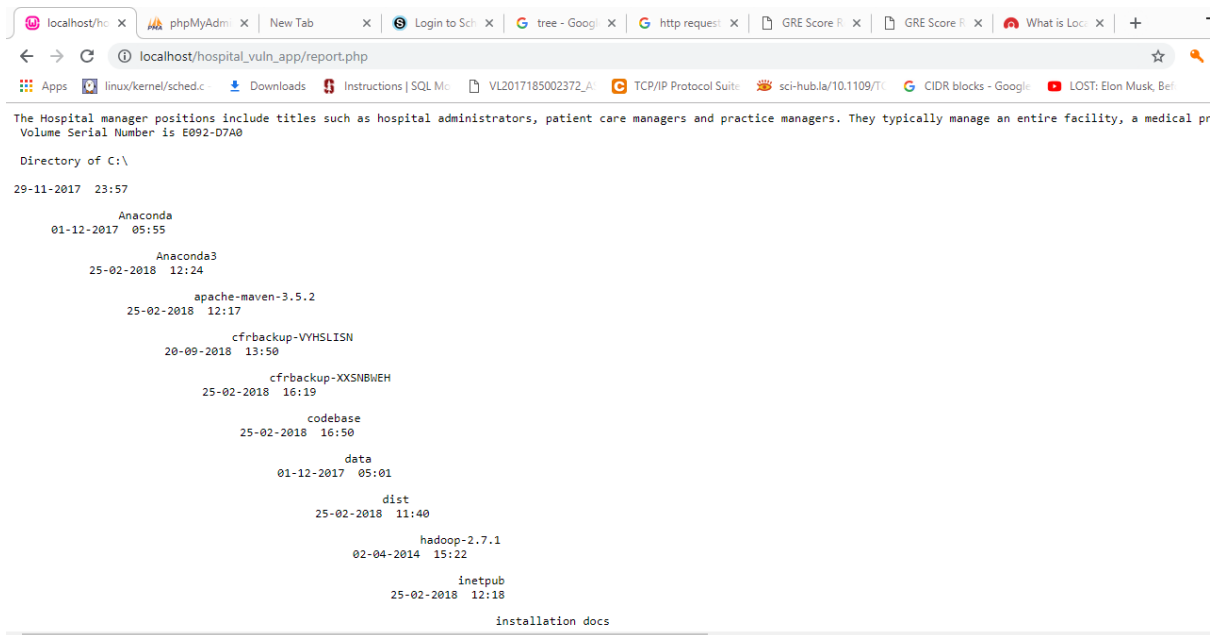 localhost/ho
phpMyAdmi
New Tab
Login to Sch
tree - Googl
http request
GRE Score R
GRE Score R
What is Loca
localhost/hospital_vuln_app/report.php
Apps
linux/kernel/sched.c
Downloads
Instructions | SQL Mo
VL2017185002372_A
TCP/IP Protocol Suite
sci-hub.la/10.1109/T
CIDR blocks - Google
LOST: Elon Musk, Bef
The Hospital manager positions include titles such as hospital administrators, patient care managers and practice managers. They typically manage an entire facility, a medical pr
Volume Serial Number is E092-D7A0
Directory of C:\
29-11-2017 23:57
Anaconda
01-12-2017 05:55
Anaconda3
25-02-2018 12:24
apache-maven-3.5.2
25-02-2018 12:17
cfrbackup-VYHSLISN
20-09-2018 13:50
cfrbackup-XXSNBWEH
25-02-2018 16:19
codebase
25-02-2018 16:50
data
01-12-2017 05:01
dist
25-02-2018 11:40
hadoop-2.7.1
02-04-2014 15:22
inetpub
25-02-2018 12:18
installation docs